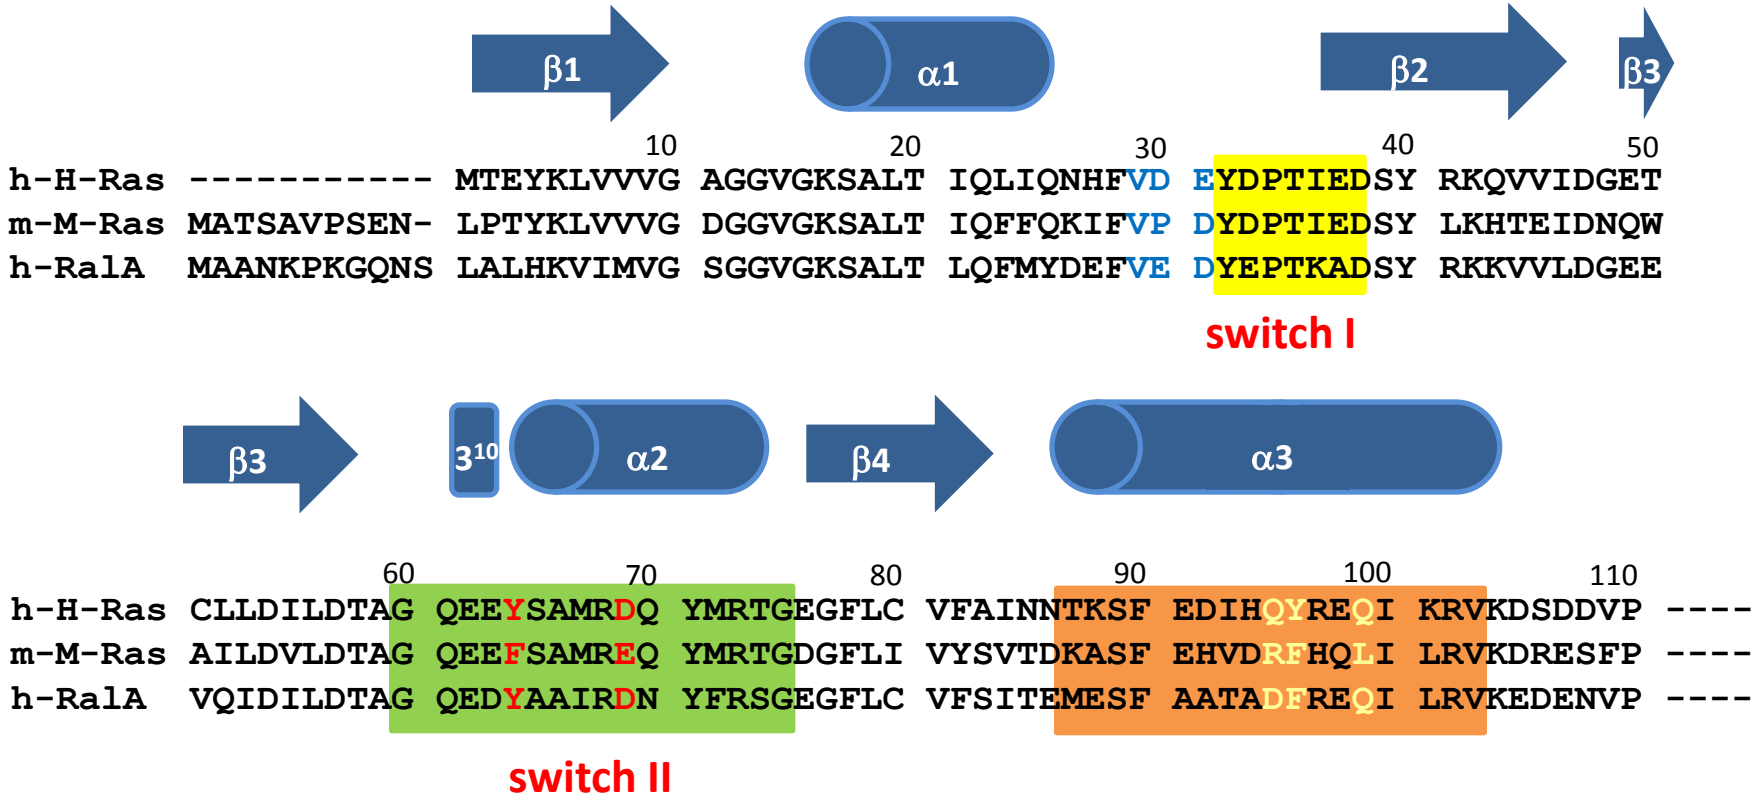 β1 α1 β2 β3
10 20 30 40 50
h-H-Ras ----------- MTEYKLVVVG AGGVGKSALT IQLIQNHFVD EYDPTIEDSY RKQVVIDGET
m-M-Ras MATSAVPSEN- LPTYKLVVVG DGGVGKSALT IQFFQKIFVP DYDPTIEDSY LKHTEIDNQW
h-RalA MAANKPKGQNS LALHKVIMVG SGGVGKSALT LQFMYDEFVE DYEPTKADSY RKKVVLDGEE
switch I
β3 3¹⁰ α2 β4 α3
60 70 80 90 100 110
h-H-Ras CLLDILDTAG QEEYSAMRDQ YMRTGEGFLC VFAINNTKSF EDIHQYREQI KRVKDSDDVP ----
m-M-Ras AILDVLDTAG QEEFSAMREQ YMRTGDGFLI VYSVTDKASF EHVDRFHQLI LRVKDRESFP ----
h-RalA VQIDILDTAG QEDYAAIRDN YFRSGEGFLC VFSITEMESF AATADFREQI LRVKEDENVP ----
switch II